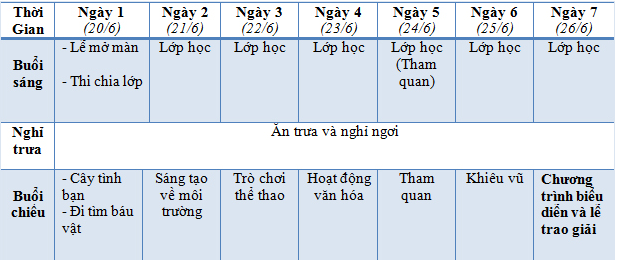 Thời Gian	Ngày 1 (20/6)	Ngày 2 (21/6)	Ngày 3 (22/6)	Ngày 4 (23/6)	Ngày 5 (24/6)	Ngày 6 (25/6)	Ngày 7 (26/6)
Buổi sáng	- Lể mở màn - Thi chia lớp	Lớp học	Lớp học	Lớp học	Lớp học (Tham quan)	Lớp học	Lớp học
Nghỉ trưa	Ăn trưa và nghỉ ngơi
Buổi chiều	- Cây tình bạn - Đi tìm báu vật	Sáng tạo về môi trường	Trò chơi thể thao	Hoạt động văn hóa	Tham quan	Khiêu vũ	Chương trình biểu diển và lể trao giải